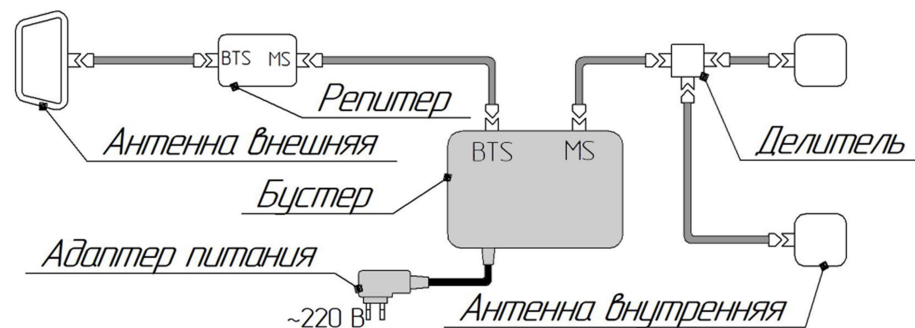 BTS MS
Репитер
Антенна внешняя
BTS MS
Делитель
Бустер
Адаптер питания
~220 В
Антенна внутренняя